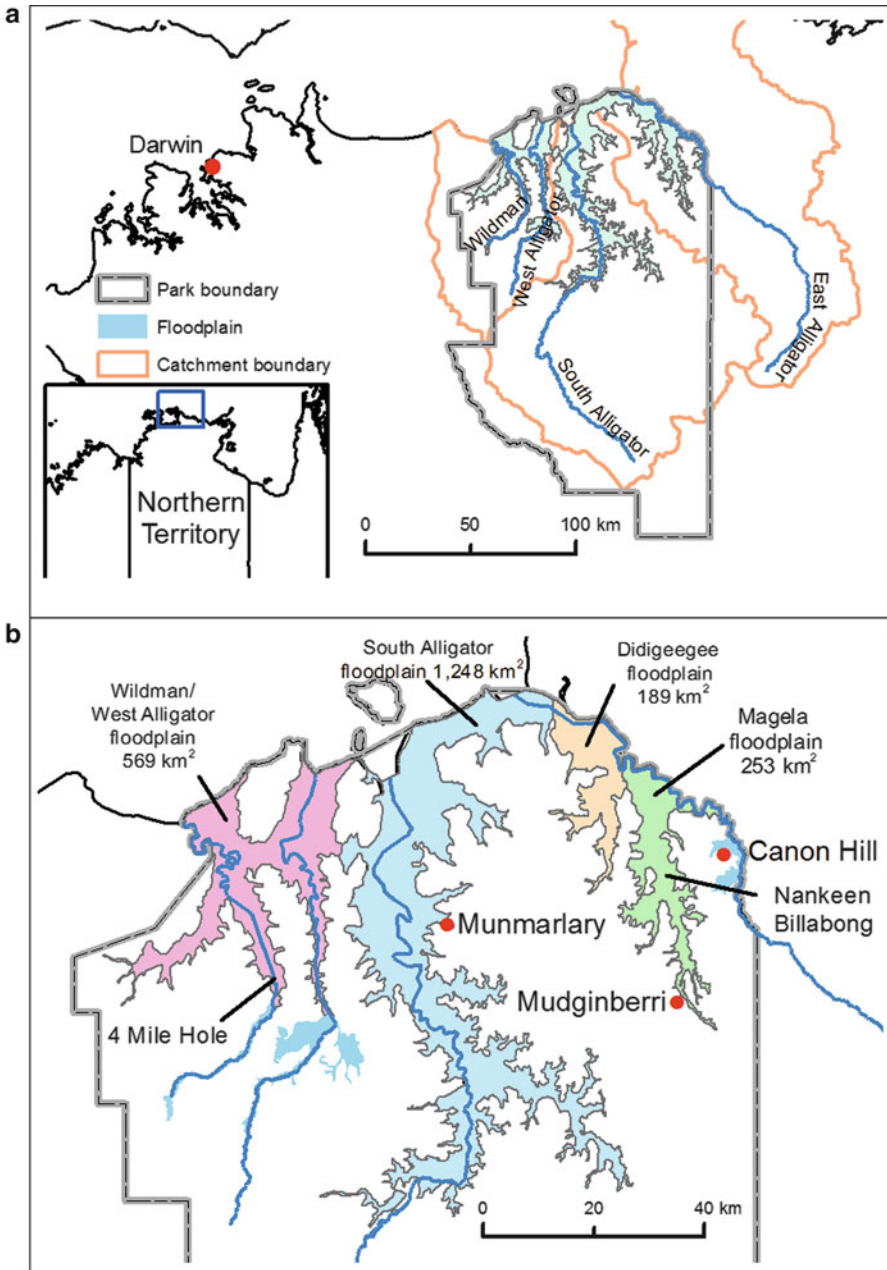 a
Darwin
Park boundary
Floodplain
Catchment boundary
Northern
Territory
Wildman
West Alligator
South Alligator
East Alligator
0 50 100 km
b
South Alligator
floodplain 1,248 km²
Didigeegee
floodplain
189 km²
Wildman/
West Alligator
floodplain
569 km²
Magela
floodplain
253 km²
Canon Hill
Nankeen
Billabong
Munmarlary
Mudginberri
4 Mile Hole
0 20 40 km